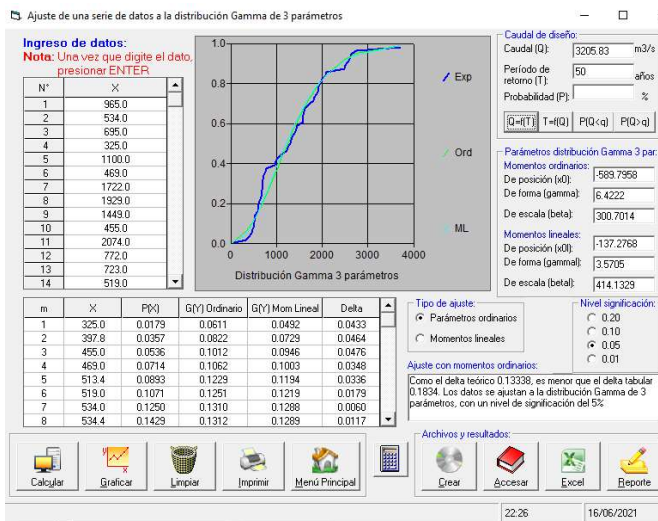 Ajuste de una serie de datos a la distribución Gamma de 3 parámetros
Ingreso de datos:
Nota: Una vez que digite el dato,
presionar ENTER
N° X
1 965.0
2 534.0
3 695.0
4 325.0
5 1100.0
6 469.0
7 1722.0
8 1929.0
9 1449.0
10 455.0
11 2074.0
12 772.0
13 723.0
14 519.0
1.0
0.8
0.6
0.4
0.2
0.0
0 1000 2000 3000 4000
Distribución Gamma 3 parámetros
Exp
Ord
ML
Caudal de diseño:
Caudal (Q): 3205.83 m3/s
Período de
retorno (T): 50 años
Probabilidad (P): %
Q=f(T) T=f(Q) P(Q<q) P(Q>q)
Parámetros distribución Gamma 3 par:
Momentos ordinarios:
De posición (x0): -589.7958
De forma (gamma): 6.4222
De escala (beta): 300.7014
Momentos lineales:
De posición (x0l): -137.2768
De forma (gammal): 3.5705
De escala (betal): 414.1329
m X P(X) G(Y) Ordinario G(Y) Mom Lineal Delta
1 325.0 0.0179 0.0611 0.0492 0.0433
2 397.8 0.0357 0.0822 0.0729 0.0464
3 455.0 0.0536 0.1012 0.0946 0.0476
4 469.0 0.0714 0.1062 0.1003 0.0348
5 513.4 0.0893 0.1229 0.1194 0.0336
6 519.0 0.1071 0.1251 0.1219 0.0179
7 534.0 0.1250 0.1310 0.1288 0.0060
8 534.4 0.1429 0.1312 0.1289 0.0117
Tipo de ajuste:
Parámetros ordinarios
Momentos lineales
Nivel significación:
0.20
0.10
0.05
0.01
Ajuste con momentos ordinarios:
Como el delta teórico 0.13338, es menor que el delta tabular
0.1834. Los datos se ajustan a la distribución Gamma de 3
parámetros, con un nivel de significación del 5%
Calcular Graficar Limpiar Imprimir Menú Principal
Archivos y resultados:
Crear Accesar Excel Reporte
22:26 16/06/2021